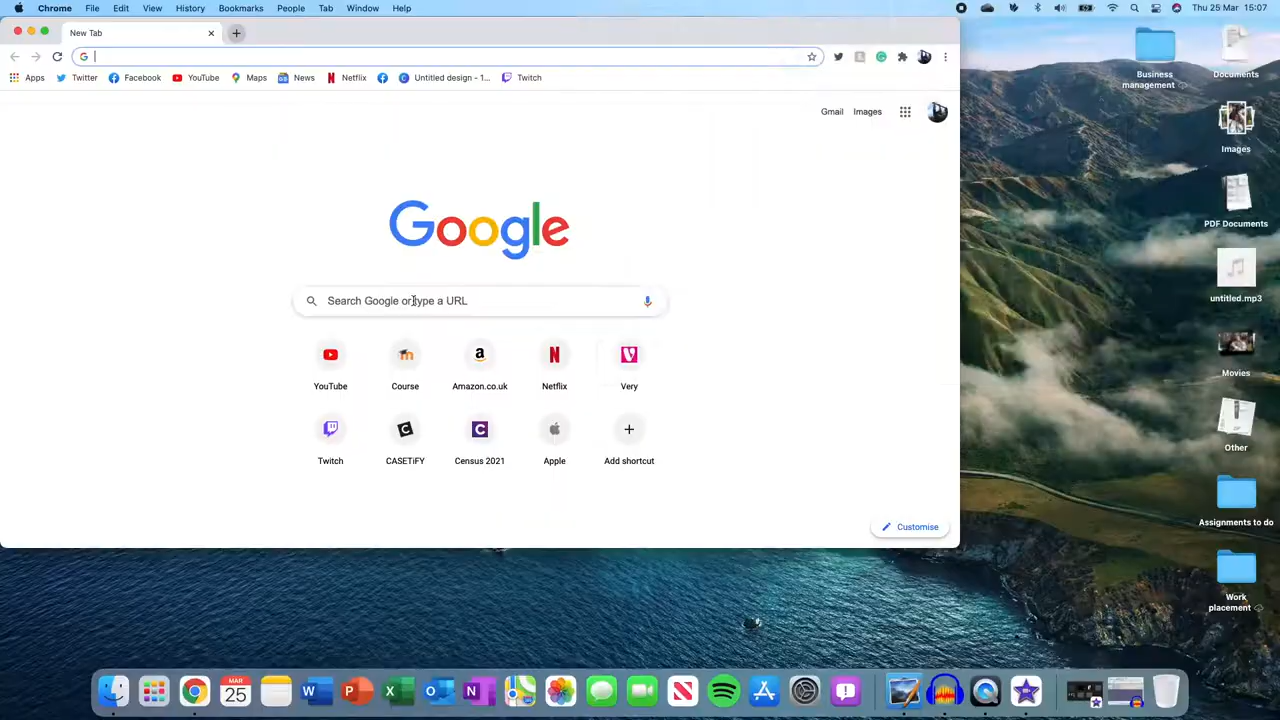 Chrome File Edit View History Bookmarks People Tab Window Help Thu 25 Mar 15:07
New Tab
Apps Twitter Facebook YouTube Maps News Netflix Untitled design - 1... Twitch
Gmail Images
Google
Search Google or type a URL
YouTube Course Amazon.co.uk Netflix Very
Twitch CASETiFY Census 2021 Apple Add shortcut
Customise
Business
management
Documents
Images
PDF Documents
untitled.mp3
Movies
Other
Assignments to do
Work
placement
MAR
25